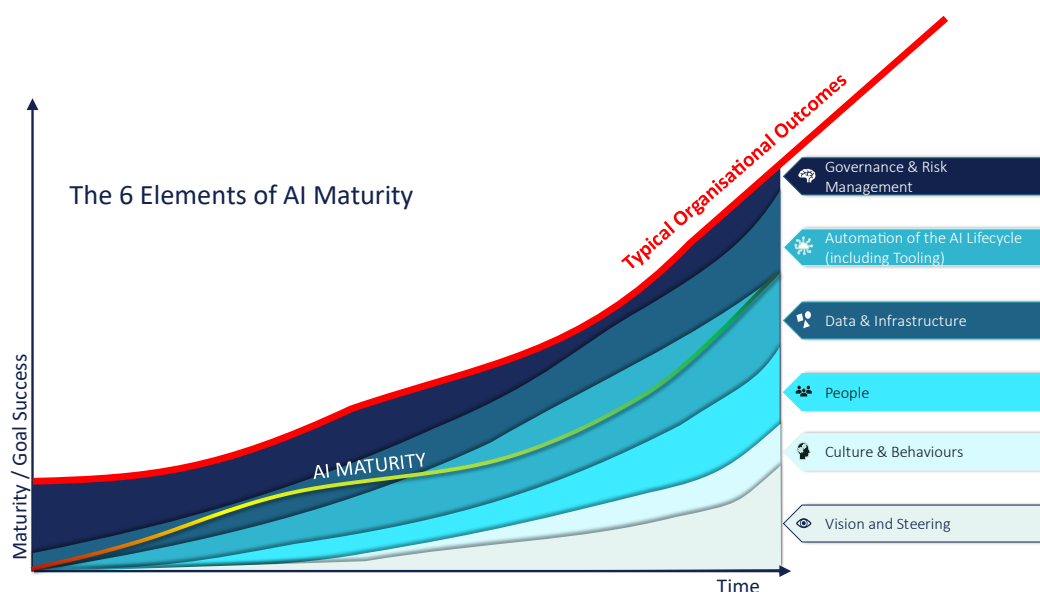 The 6 Elements of AI Maturity
Maturity / Goal Success
Typical Organisational Outcomes
AI MATURITY
Governance & Risk
Management
Automation of the AI Lifecycle
(including Tooling)
Data & Infrastructure
People
Culture & Behaviours
Vision and Steering
Time